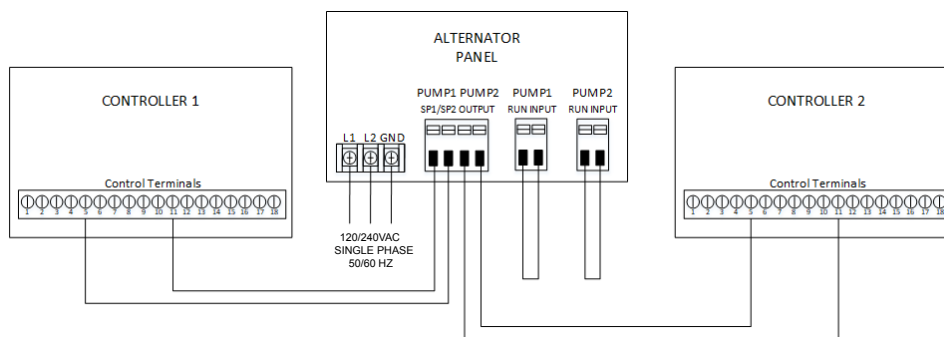 ALTERNATOR
PANEL
CONTROLLER 1
CONTROLLER 2
PUMP1 PUMP2
SP1/SP2 OUTPUT
PUMP1
RUN INPUT
PUMP2
RUN INPUT
L1 L2 GND
Control Terminals
1 2 3 4 5 6 7 8 9 10 11 12 13 14 15 16 17 18
Control Terminals
1 2 3 4 5 6 7 8 9 10 11 12 13 14 15 16 17 18
120/240VAC
SINGLE PHASE
50/60 HZ